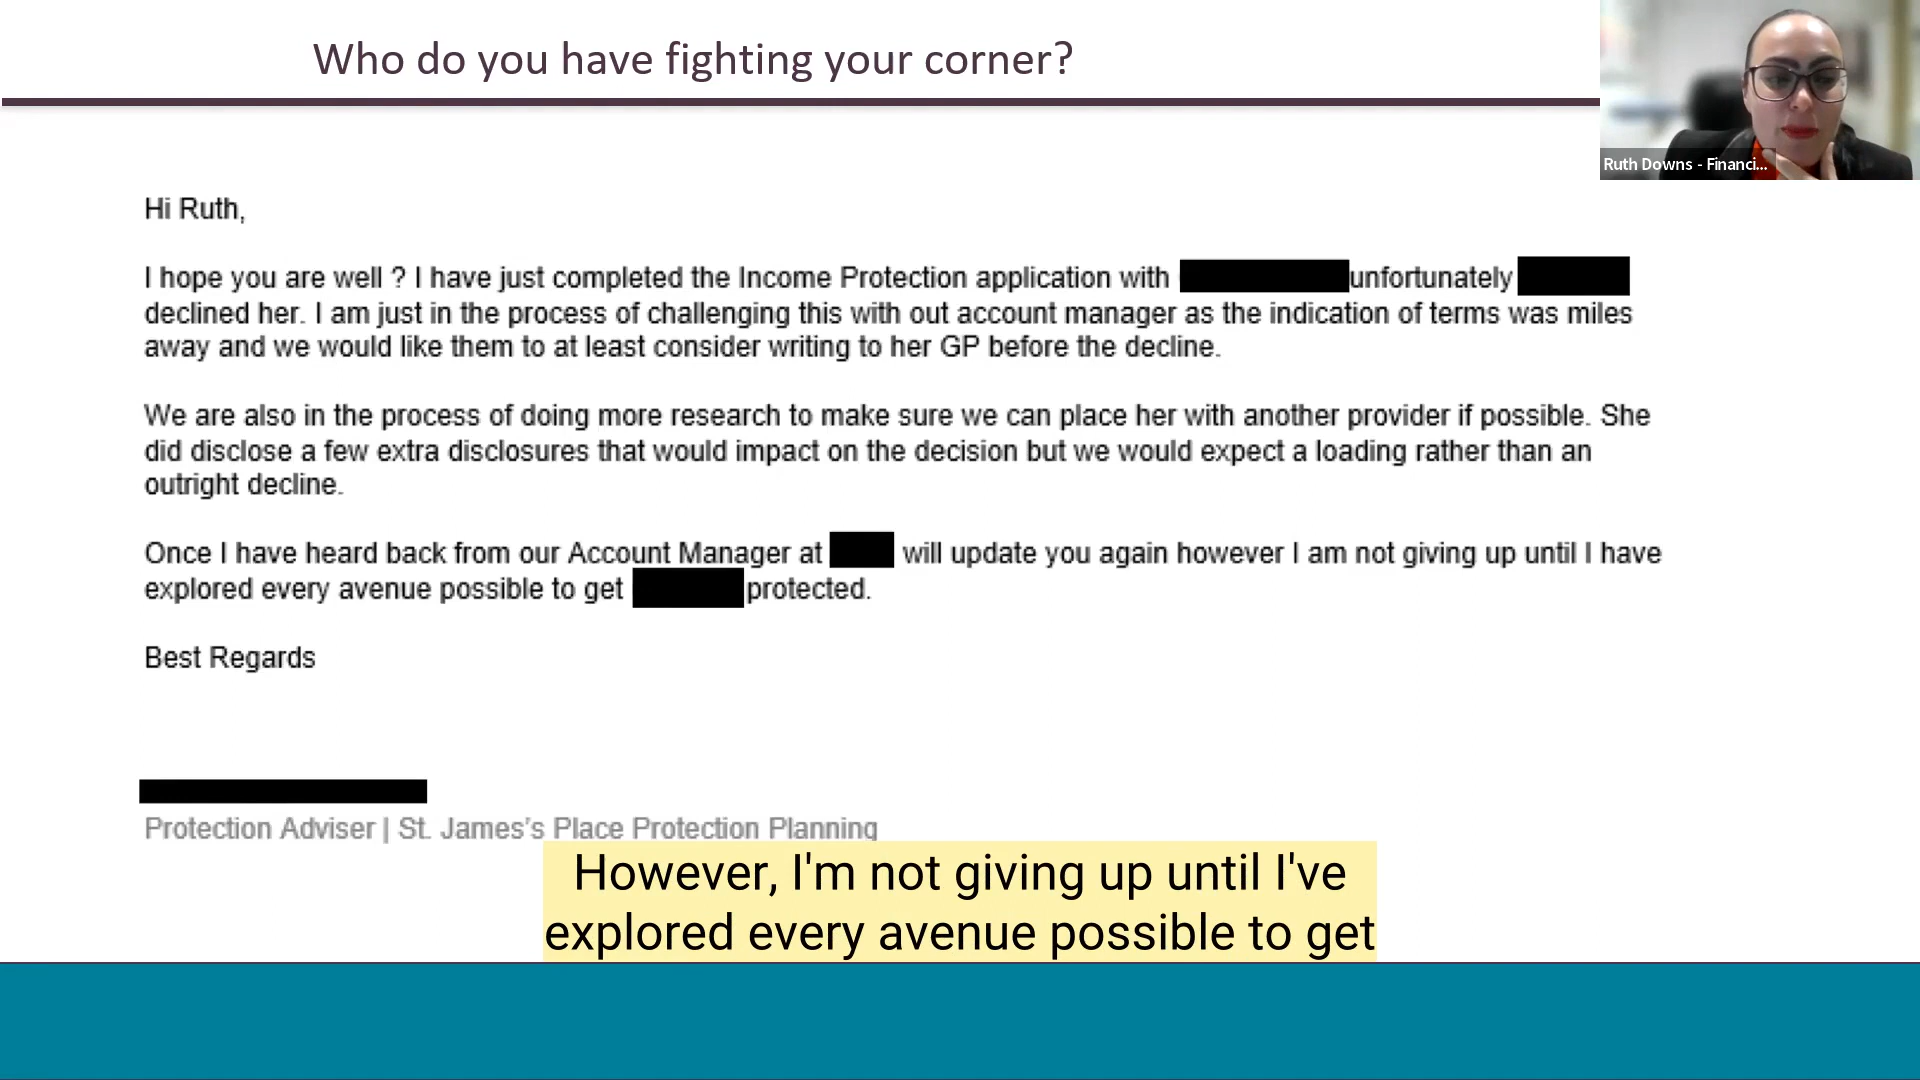 Who do you have fighting your corner?
Ruth Downs - Financi...
Hi Ruth,
I hope you are well ? I have just completed the Income Protection application with unfortunately
declined her. I am just in the process of challenging this with out account manager as the indication of terms was miles
away and we would like them to at least consider writing to her GP before the decline.
We are also in the process of doing more research to make sure we can place her with another provider if possible. She
did disclose a few extra disclosures that would impact on the decision but we would expect a loading rather than an
outright decline.
Once I have heard back from our Account Manager at will update you again however I am not giving up until I have
explored every avenue possible to get protected.
Best Regards
Protection Adviser | St. James's Place Protection Planning
However, I'm not giving up until I've
explored every avenue possible to get